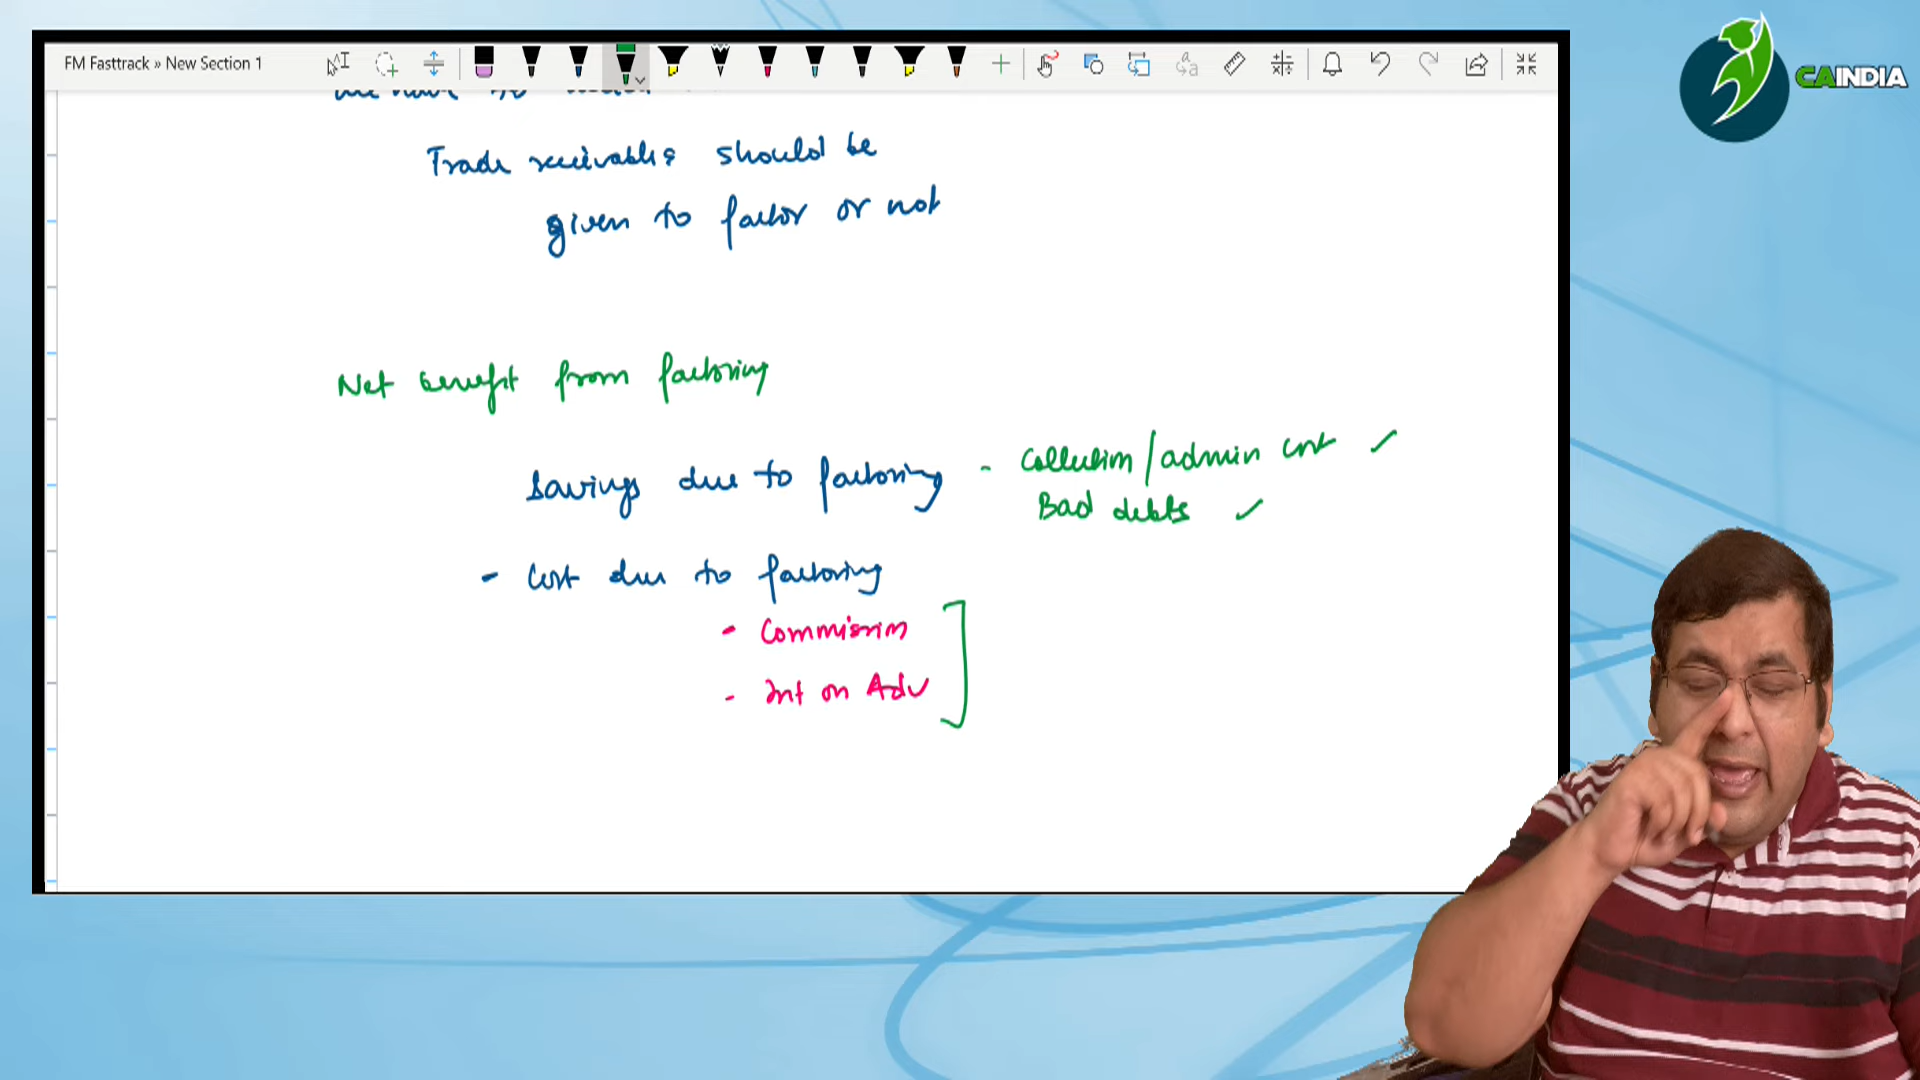 FM Fasttrack » New Section 1
CAINDIA
Trade receivables should be
given to factor or not
Net benefit from factoring
Savings due to factoring - Collection/admin cost ✓
Bad debts ✓
- Cost due to factoring
- Commission
- Int on Adv